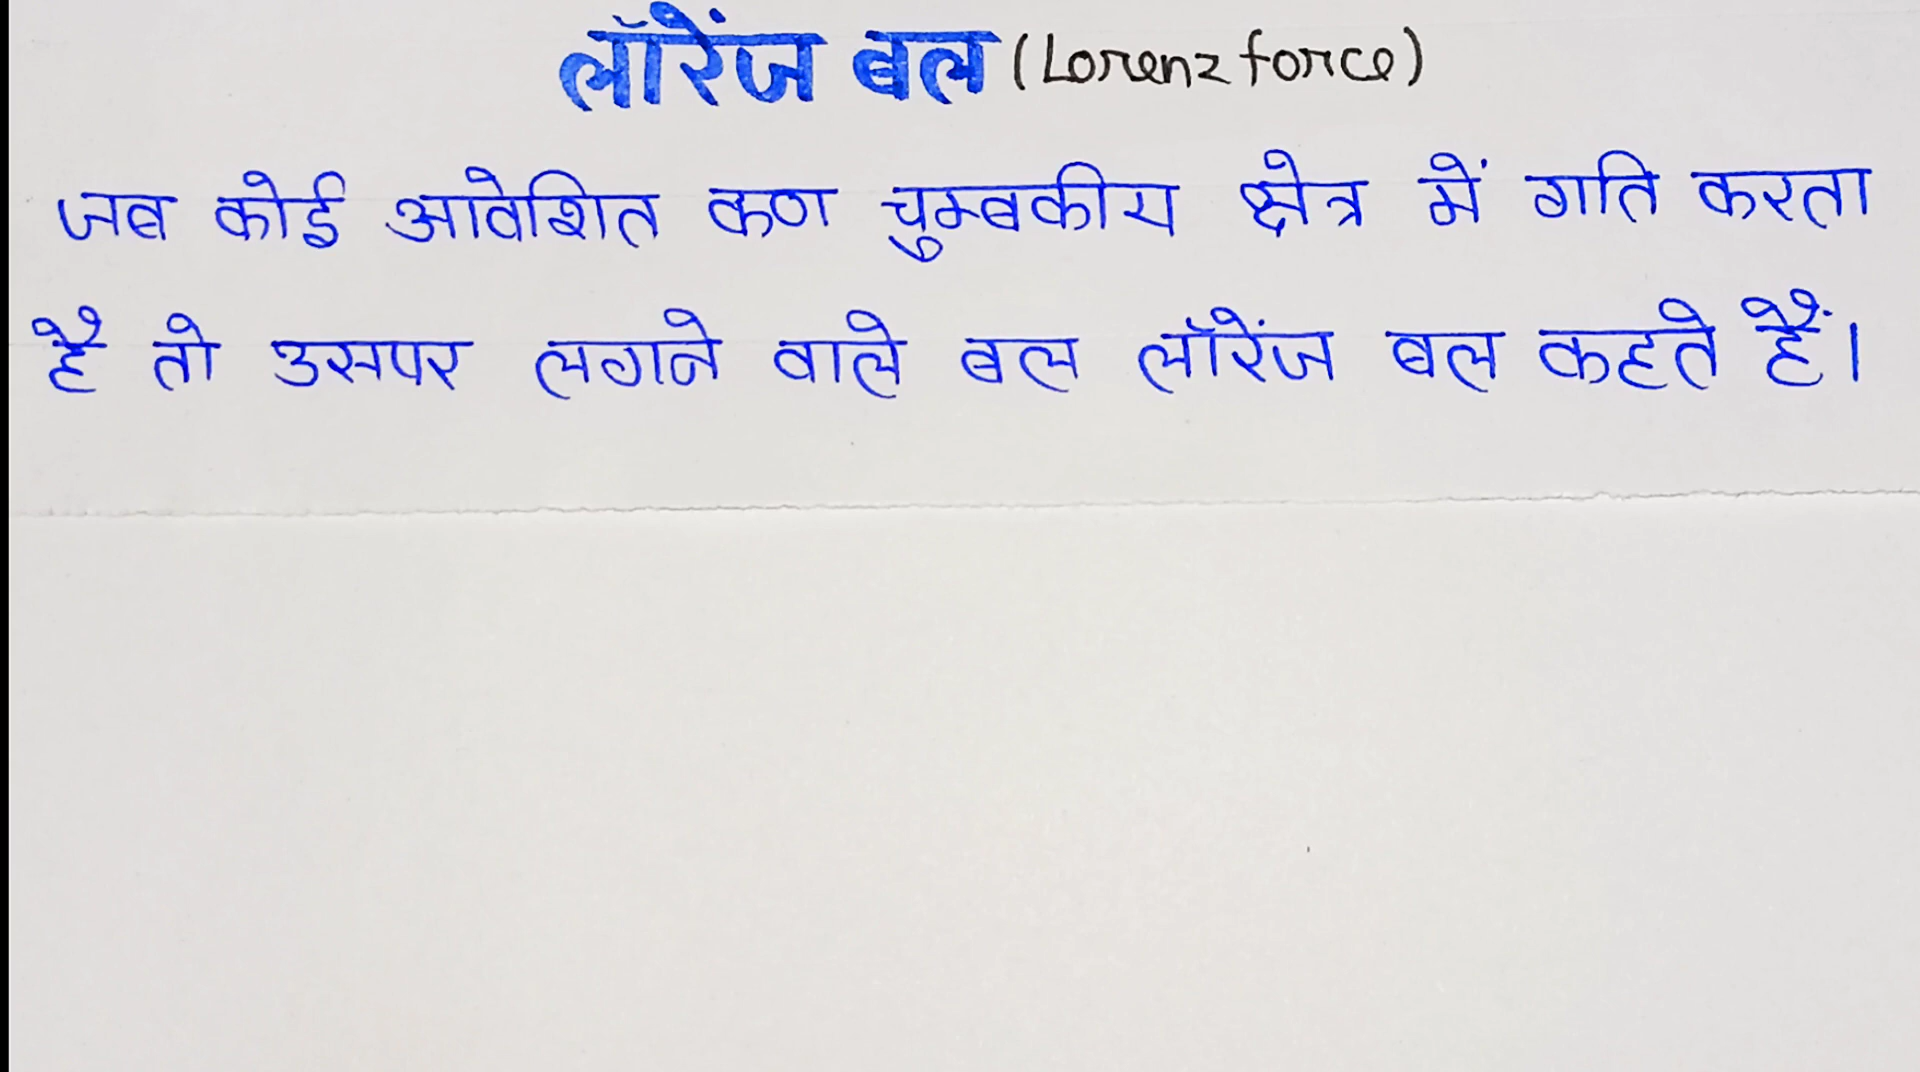 लॉरेंज बल (Lorenz force)
जब कोई आवेशित कण चुम्बकीय क्षेत्र में गति करता
है तो उसपर लगने वाले बल लॉरेंज बल कहते हैं।